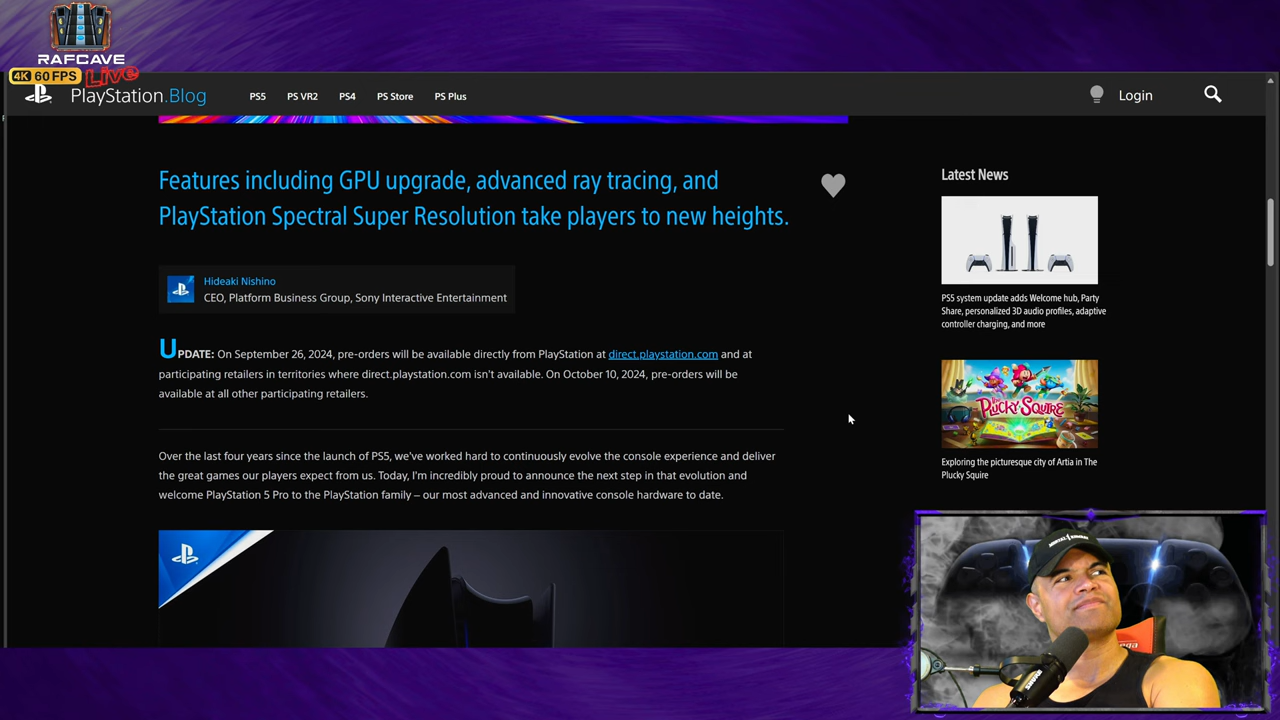 RAFCAVE
4K 60 FPS
Live
PlayStation.Blog
PS5
PS VR2
PS4
PS Store
PS Plus
Login
Features including GPU upgrade, advanced ray tracing, and
PlayStation Spectral Super Resolution take players to new heights.
Hideaki Nishino
CEO, Platform Business Group, Sony Interactive Entertainment
UPDATE: On September 26, 2024, pre-orders will be available directly from PlayStation at direct.playstation.com and at
participating retailers in territories where direct.playstation.com isn't available. On October 10, 2024, pre-orders will be
available at all other participating retailers.
Over the last four years since the launch of PS5, we've worked hard to continuously evolve the console experience and deliver
the great games our players expect from us. Today, I'm incredibly proud to announce the next step in that evolution and
welcome PlayStation 5 Pro to the PlayStation family – our most advanced and innovative console hardware to date.
Latest News
PS5 system update adds Welcome hub, Party
Share, personalized 3D audio profiles, adaptive
controller charging, and more
THE
PLUCKY SQUIRE
Exploring the picturesque city of Artia in The
Plucky Squire